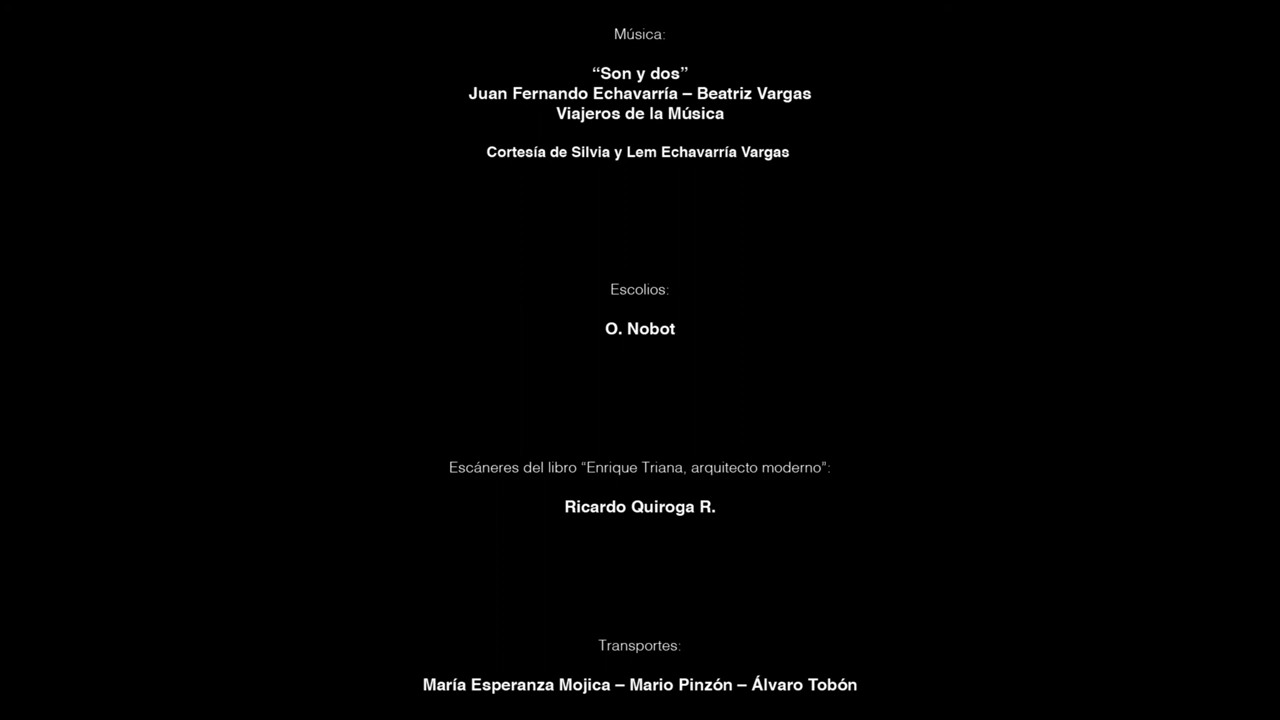 Música:
“Son y dos”
Juan Fernando Echavarría – Beatriz Vargas
Viajeros de la Música
Cortesía de Silvia y Lem Echavarría Vargas
Escolios:
O. Nobot
Escáneres del libro “Enrique Triana, arquitecto moderno”:
Ricardo Quiroga R.
Transportes:
María Esperanza Mojica – Mario Pinzón – Álvaro Tobón